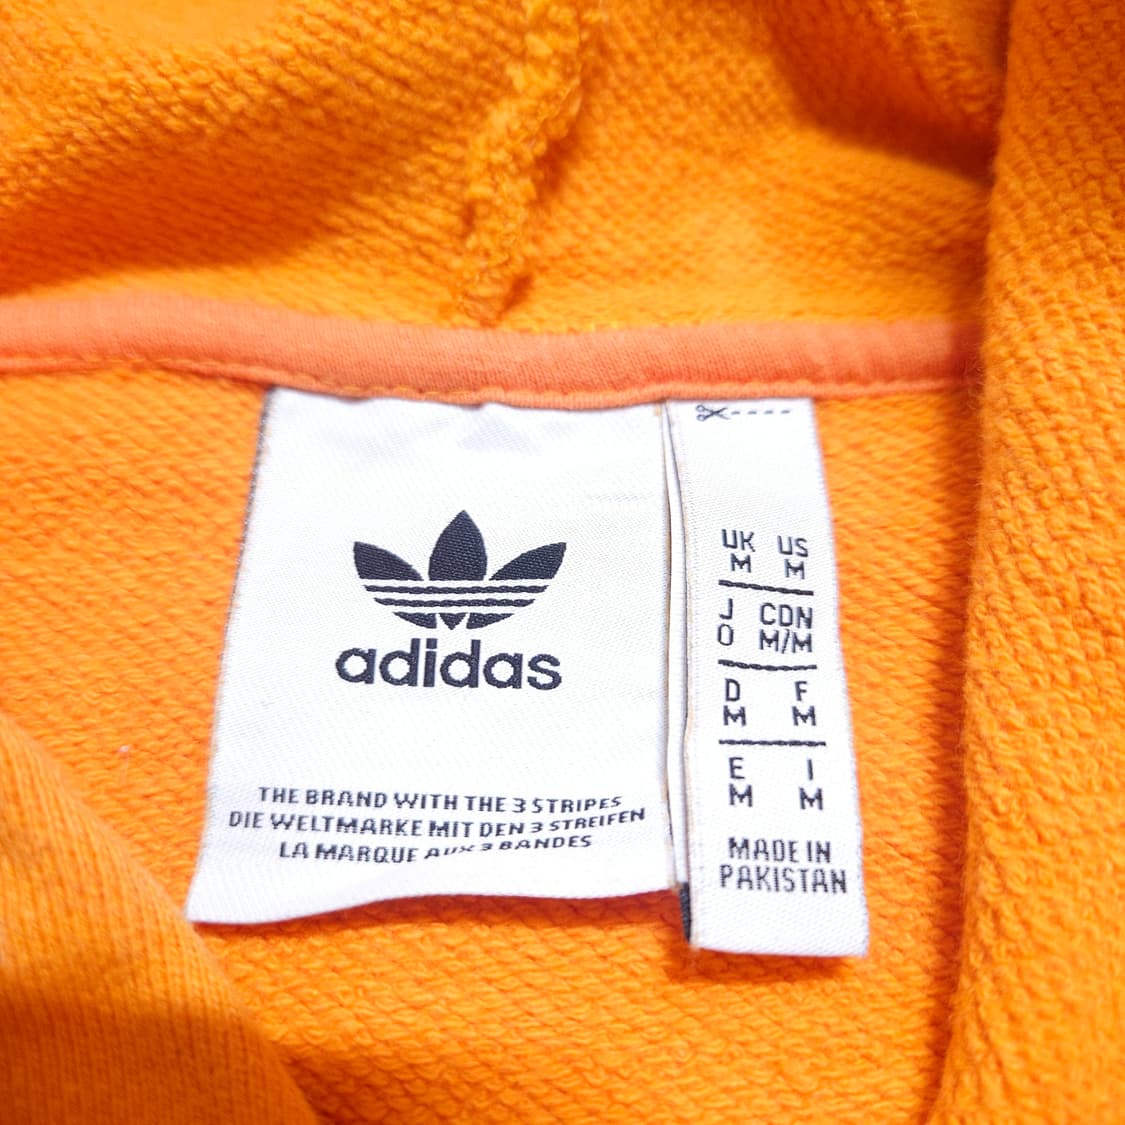 adidas
THE BRAND WITH THE 3 STRIPES
DIE WELTMARKE MIT DEN 3 STREIFEN
LA MARQUE AUX 3 BANDES
UK US
M M
J CDN
O M/M
D F
M M
E I
M M
MADE IN
PAKISTAN